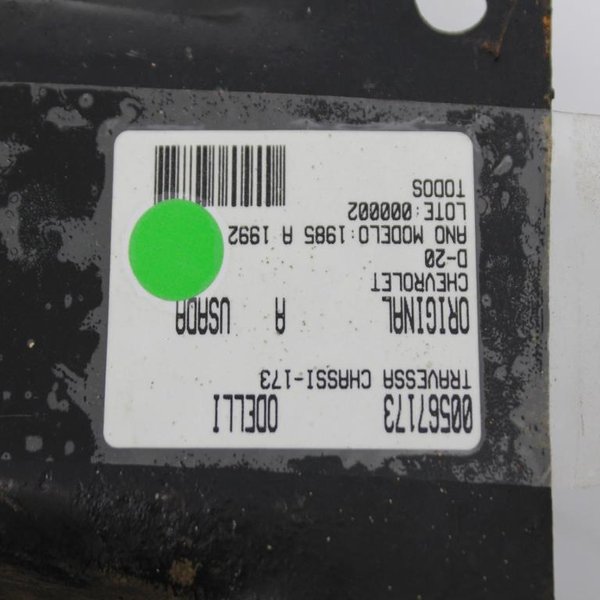 00567173 ODELLI
TRAVESSA CHASSI-173
ORIGINAL A USADA
CHEVROLET
D-20
ANO MODELO:1985 A 1992
LOTE:000002
TODOS